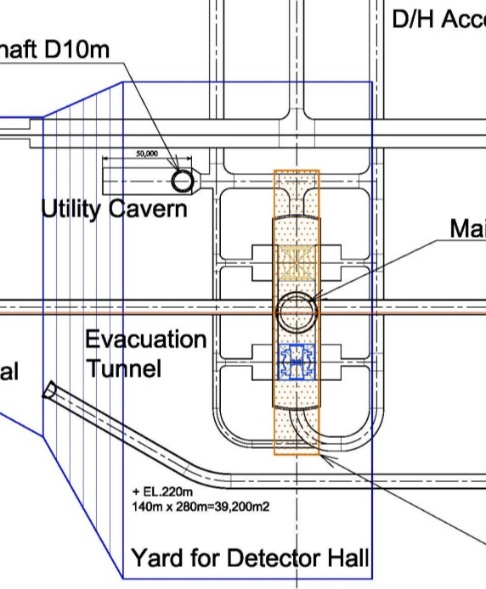 D/H Acc
haft D10m
50,000
Utility Cavern
Mai
Evacuation
Tunnel
al
+ EL.220m
140m x 280m=39,200m2
Yard for Detector Hall